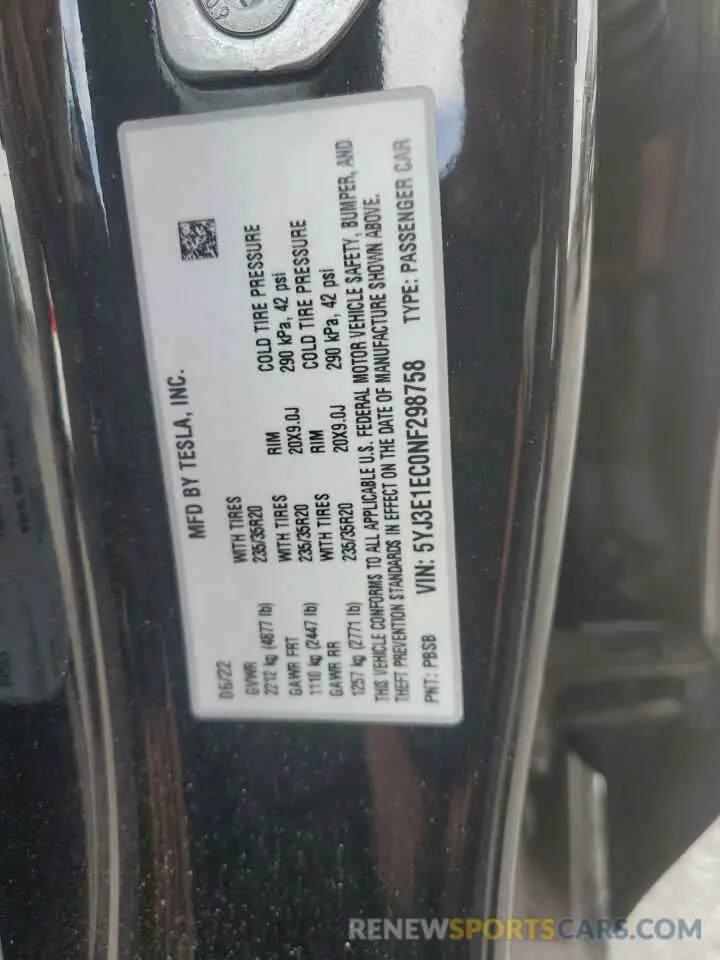 MFD BY TESLA, INC.
06/22
GVWR WITH TIRES RIM COLD TIRE PRESSURE
2212 kg (4877 lb) 235/35R20 20X9.0J 290 kPa, 42 psi
GAWR FRT WITH TIRES RIM COLD TIRE PRESSURE
1110 kg (2447 lb) 235/35R20 20X9.0J 290 kPa, 42 psi
GAWR RR WITH TIRES
1257 kg (2771 lb) 235/35R20
THIS VEHICLE CONFORMS TO ALL APPLICABLE U.S. FEDERAL MOTOR VEHICLE SAFETY, BUMPER, AND
THEFT PREVENTION STANDARDS IN EFFECT ON THE DATE OF MANUFACTURE SHOWN ABOVE.
PNT: PBSB VIN: 5YJ3E1EC0NF298758 TYPE: PASSENGER CAR
RENEWSPORTSCARS.COM